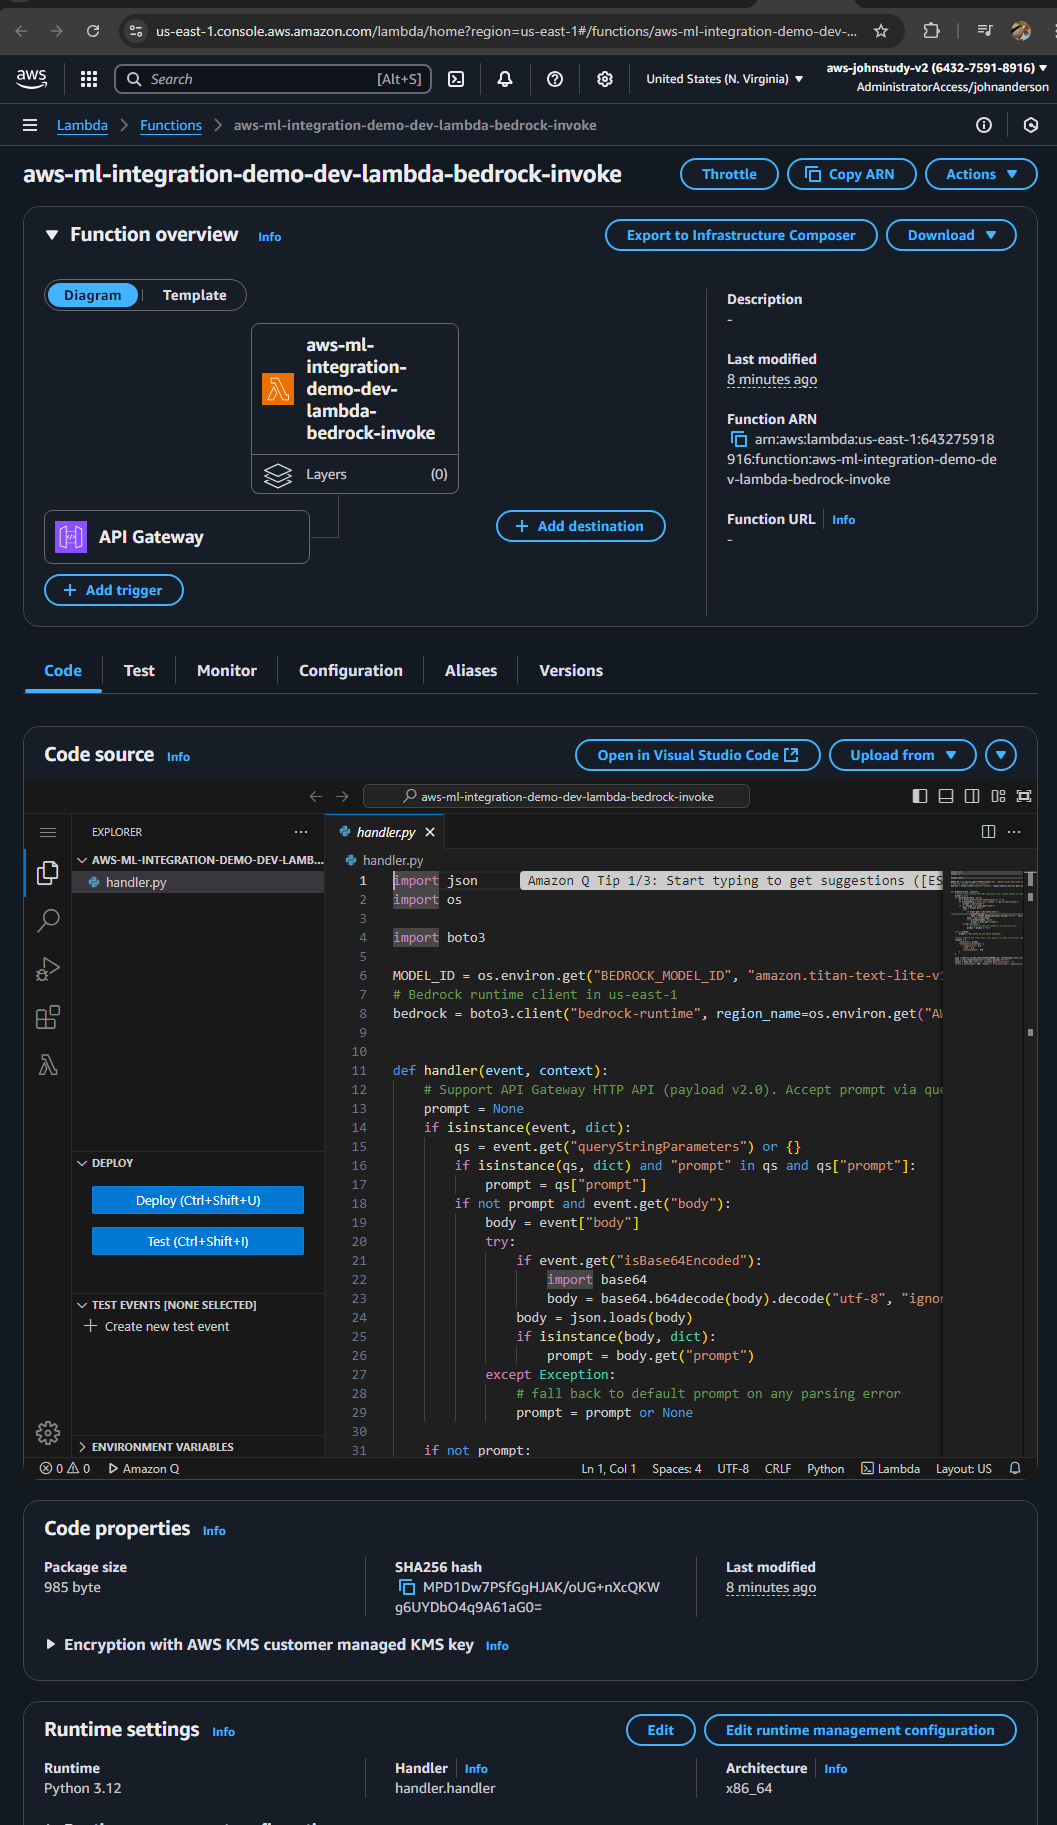 us-east-1.console.aws.amazon.com/lambda/home?region=us-east-1#/functions/aws-ml-integration-demo-dev-...
aws
Search [Alt+S]
United States (N. Virginia)
aws-johnstudy-v2 (6432-7591-8916)
AdministratorAccess/johnanderson
Lambda > Functions > aws-ml-integration-demo-dev-lambda-bedrock-invoke
aws-ml-integration-demo-dev-lambda-bedrock-invoke
Throttle
Copy ARN
Actions
Function overview Info
Export to Infrastructure Composer
Download
Diagram
Template
aws-ml-
integration-
demo-dev-
lambda-
bedrock-invoke
Layers (0)
API Gateway
+ Add trigger
+ Add destination
Description
-
Last modified
8 minutes ago
Function ARN
arn:aws:lambda:us-east-1:643275918
916:function:aws-ml-integration-demo-de
v-lambda-bedrock-invoke
Function URL Info
-
Code
Test
Monitor
Configuration
Aliases
Versions
Code source Info
Open in Visual Studio Code
Upload from
aws-ml-integration-demo-dev-lambda-bedrock-invoke
EXPLORER
AWS-ML-INTEGRATION-DEMO-DEV-LAMB...
handler.py
DEPLOY
Deploy (Ctrl+Shift+U)
Test (Ctrl+Shift+I)
TEST EVENTS [NONE SELECTED]
+ Create new test event
ENVIRONMENT VARIABLES
handler.py
handler.py
1 import json Amazon Q Tip 1/3: Start typing to get suggestions ([ES
2 import os
3
4 import boto3
5
6 MODEL_ID = os.environ.get("BEDROCK_MODEL_ID", "amazon.titan-text-lite-v1
7 # Bedrock runtime client in us-east-1
8 bedrock = boto3.client("bedrock-runtime", region_name=os.environ.get("AW
9
10
11 def handler(event, context):
12 # Support API Gateway HTTP API (payload v2.0). Accept prompt via que
13 prompt = None
14 if isinstance(event, dict):
15 qs = event.get("queryStringParameters") or {}
16 if isinstance(qs, dict) and "prompt" in qs and qs["prompt"]:
17 prompt = qs["prompt"]
18 if not prompt and event.get("body"):
19 body = event["body"]
20 try:
21 if event.get("isBase64Encoded"):
22 import base64
23 body = base64.b64decode(body).decode("utf-8", "ignor
24 body = json.loads(body)
25 if isinstance(body, dict):
26 prompt = body.get("prompt")
27 except Exception:
28 # fall back to default prompt on any parsing error
29 prompt = prompt or None
30
31 if not prompt:
0 0
Amazon Q
Ln 1, Col 1 Spaces: 4 UTF-8 CRLF Python Lambda Layout: US
Code properties Info
Package size
985 byte
SHA256 hash
MPD1Dw7PSfGgHJAK/oUG+nXcQKW
g6UYDbO4q9A61aG0=
Last modified
8 minutes ago
Encryption with AWS KMS customer managed KMS key Info
Runtime settings Info
Edit
Edit runtime management configuration
Runtime
Python 3.12
Handler Info
handler.handler
Architecture Info
x86_64